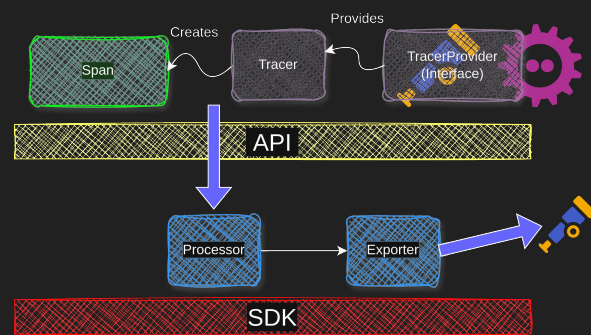 Provides
Creates
Span
Tracer
TracerProvider
(Interface)
API
Processor
Exporter
SDK